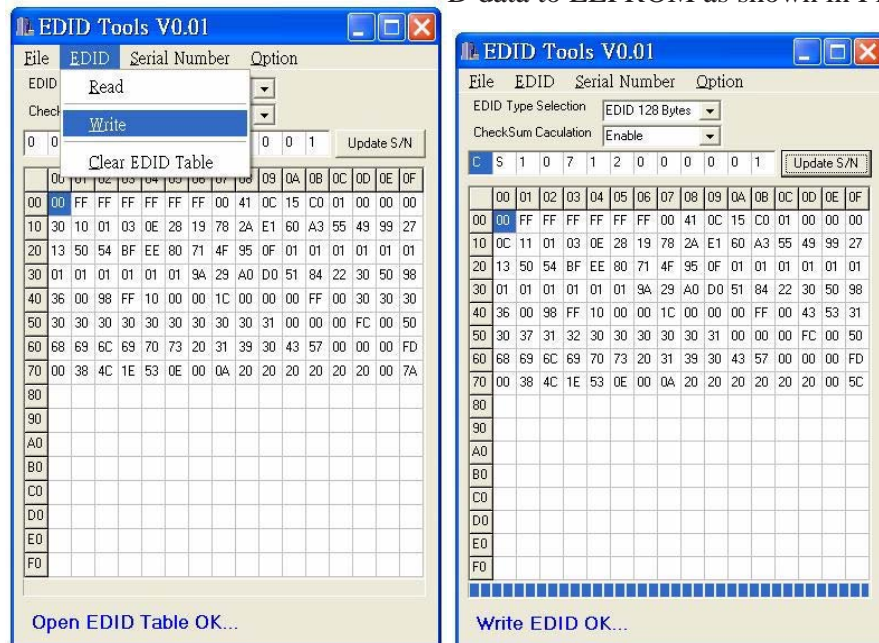 D data to EEPROM as shown in
EDID Tools V0.01
File EDID Serial Number Option
EDID
Read
Chec
Write
0 0 0 0 1 Update S/N
Clear EDID Table
00 01 02 03 04 05 06 07 08 09 0A 0B 0C 0D 0E 0F
00 00 FF FF FF FF FF FF 00 41 0C 15 C0 01 00 00 00
10 30 10 01 03 0E 28 19 78 2A E1 60 A3 55 49 99 27
20 13 50 54 BF EE 80 71 4F 95 0F 01 01 01 01 01 01
30 01 01 01 01 01 01 9A 29 A0 D0 51 84 22 30 50 98
40 36 00 98 FF 10 00 00 1C 00 00 00 FF 00 30 30 30
50 30 30 30 30 30 30 30 30 30 31 00 00 00 FC 00 50
60 68 69 6C 69 70 73 20 31 39 30 43 57 00 00 00 FD
70 00 38 4C 1E 53 0E 00 0A 20 20 20 20 20 20 00 7A
80
90
A0
B0
C0
D0
E0
F0
Open EDID Table OK...
EDID Tools V0.01
File EDID Serial Number Option
EDID Type Selection EDID 128 Bytes
CheckSum Caculation Enable
C S 1 0 7 1 2 0 0 0 0 0 1 Update S/N
00 01 02 03 04 05 06 07 08 09 0A 0B 0C 0D 0E 0F
00 00 FF FF FF FF FF FF 00 41 0C 15 C0 01 00 00 00
10 0C 11 01 03 0E 28 19 78 2A E1 60 A3 55 49 99 27
20 13 50 54 BF EE 80 71 4F 95 0F 01 01 01 01 01 01
30 01 01 01 01 01 01 9A 29 A0 D0 51 84 22 30 50 98
40 36 00 98 FF 10 00 00 1C 00 00 00 FF 00 43 53 31
50 30 37 31 32 30 30 30 30 30 31 00 00 00 FC 00 50
60 68 69 6C 69 70 73 20 31 39 30 43 57 00 00 00 FD
70 00 38 4C 1E 53 0E 00 0A 20 20 20 20 20 20 00 5C
80
90
A0
B0
C0
D0
E0
F0
Write EDID OK...